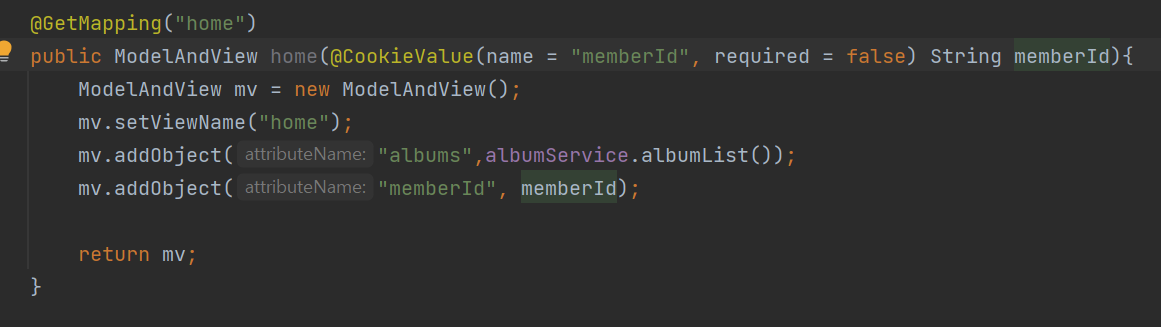 @GetMapping("home")
public ModelAndView home(@CookieValue(name = "memberId", required = false) String memberId){
ModelAndView mv = new ModelAndView();
mv.setViewName("home");
mv.addObject( attributeName: "albums",albumService.albumList());
mv.addObject( attributeName: "memberId", memberId);
return mv;
}